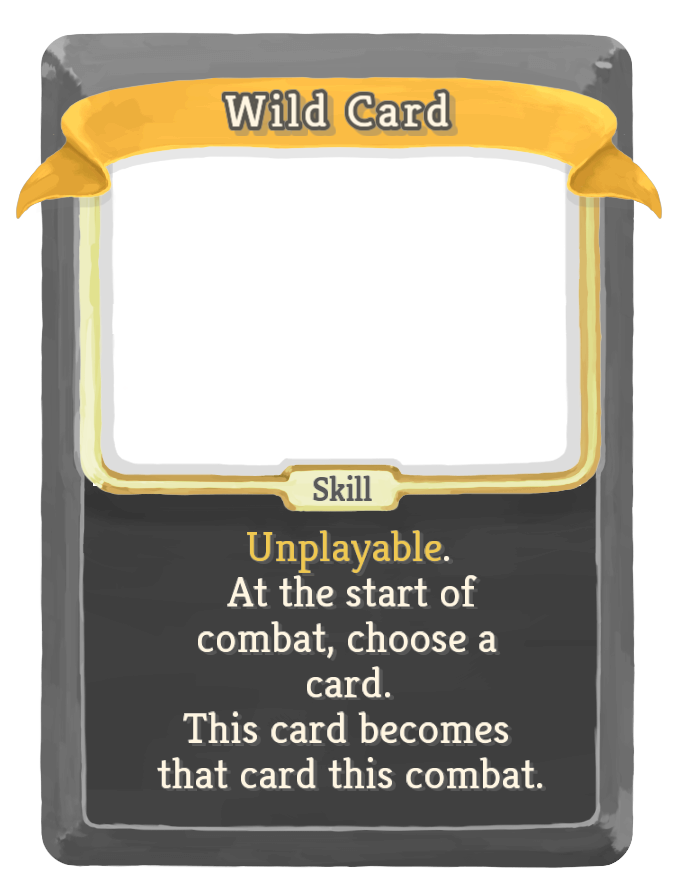 Wild Card
Skill
Unplayable.
At the start of
combat, choose a
card.
This card becomes
that card this combat.